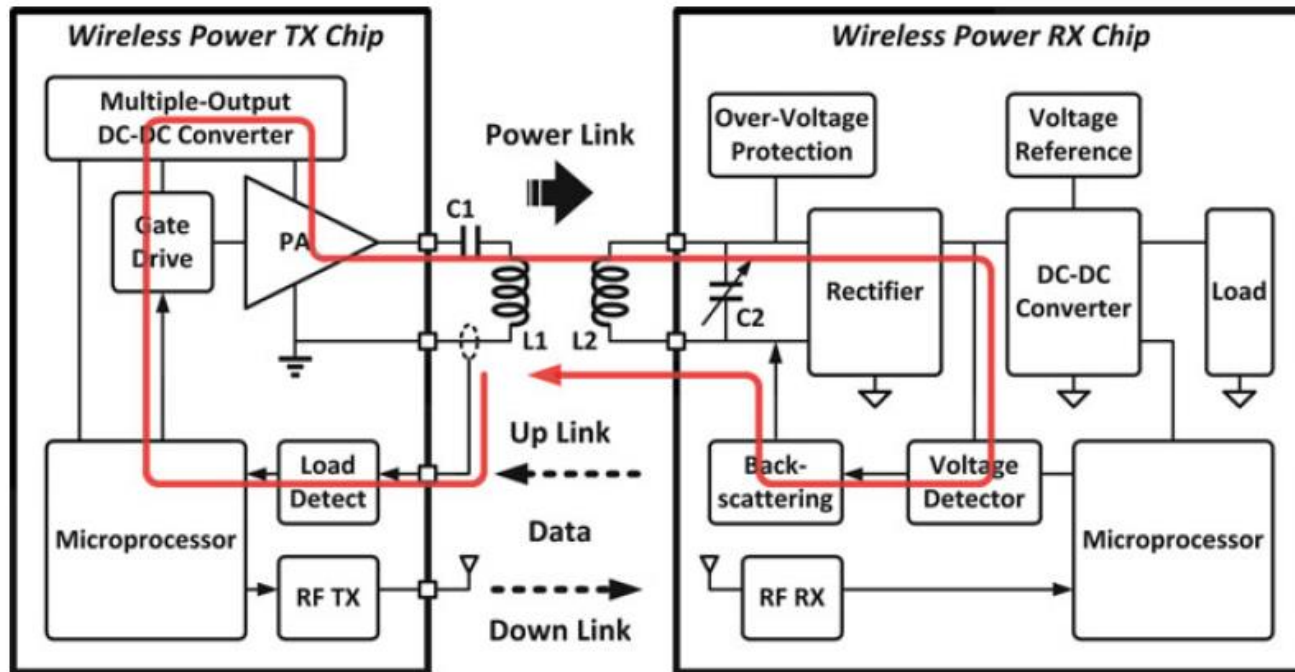 Wireless Power TX Chip
Multiple-Output
DC-DC Converter
Gate
Drive
PA
C1
L1
Microprocessor
Load
Detect
RF TX
Power Link
Up Link
Data
Down Link
Wireless Power RX Chip
Over-Voltage
Protection
Voltage
Reference
L2
C2
Rectifier
DC-DC
Converter
Load
Back-
scattering
Voltage
Detector
Microprocessor
RF RX